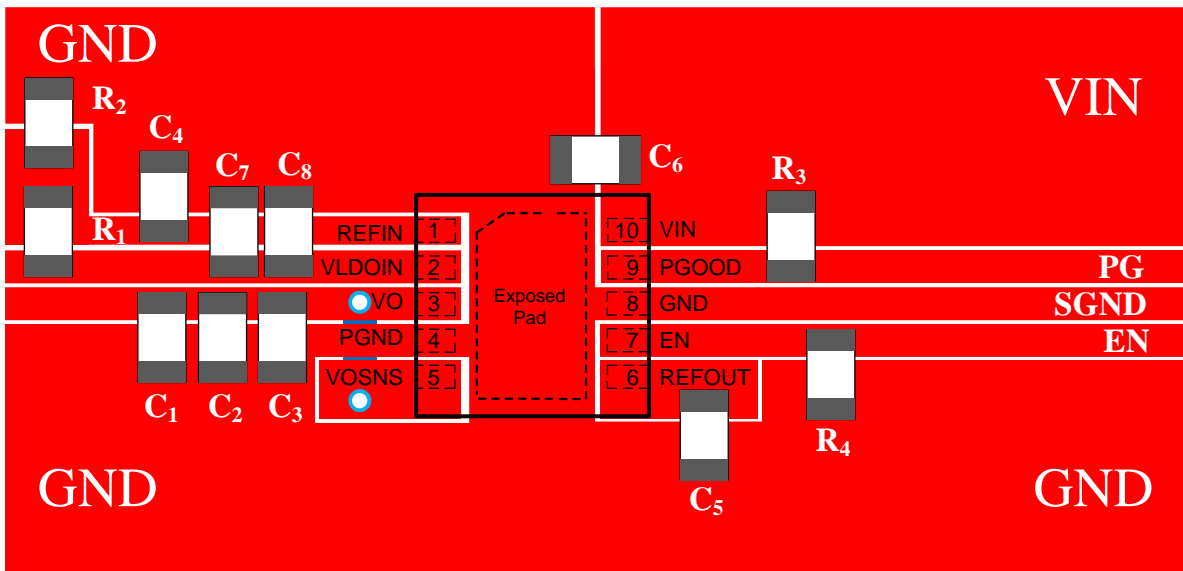 GND
VIN
R2
C4
C7
C8
C6
R3
R1
REFIN
1
10
VIN
VLDOIN
2
9
PGOOD
PG
VO
3
Exposed
Pad
8
GND
SGND
PGND
4
7
EN
EN
VOSNS
5
6
REFOUT
C1
C2
C3
R4
GND
C5
GND